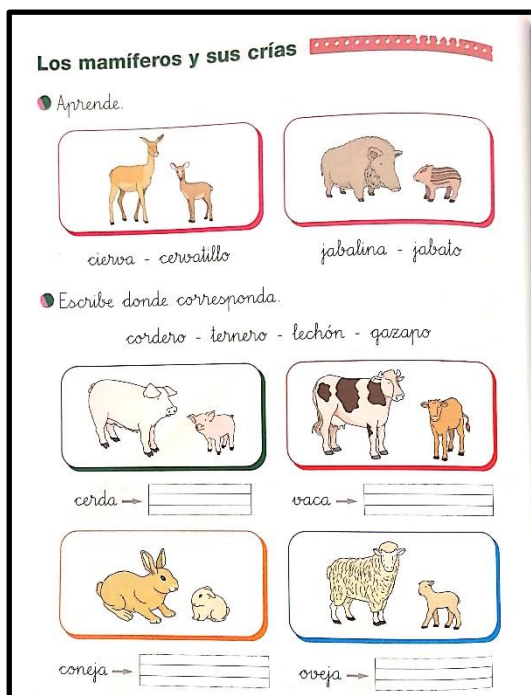 Los mamíferos y sus crías
Aprende.
cierva - cervatillo
jabalina - jabato
Escribe donde corresponda.
cordero - ternero - lechón - gazapo
cerda →
vaca →
coneja →
oveja →